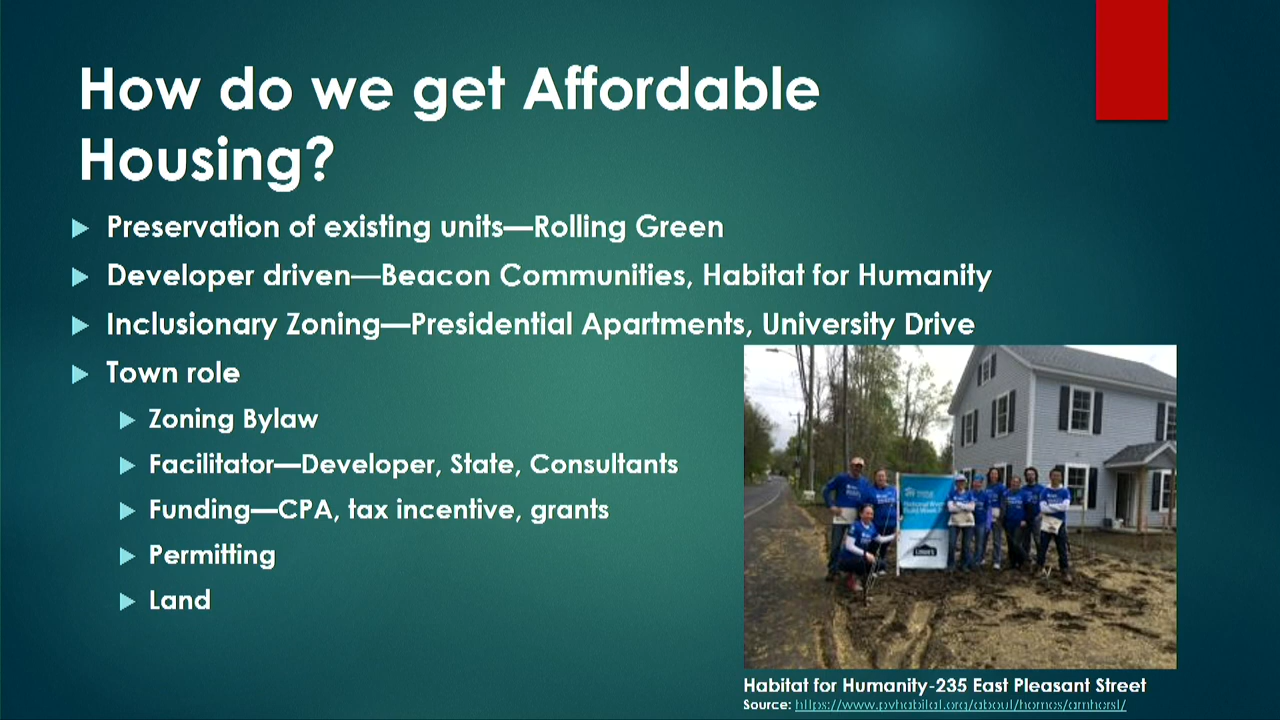 How do we get Affordable
Housing?
Preservation of existing units—Rolling Green
Developer driven—Beacon Communities, Habitat for Humanity
Inclusionary Zoning—Presidential Apartments, University Drive
Town role
Zoning Bylaw
Facilitator—Developer, State, Consultants
Funding—CPA, tax incentive, grants
Permitting
Land
Habitat for Humanity-235 East Pleasant Street
Source: https://www.pvhabitat.org/about/homes/amherst/